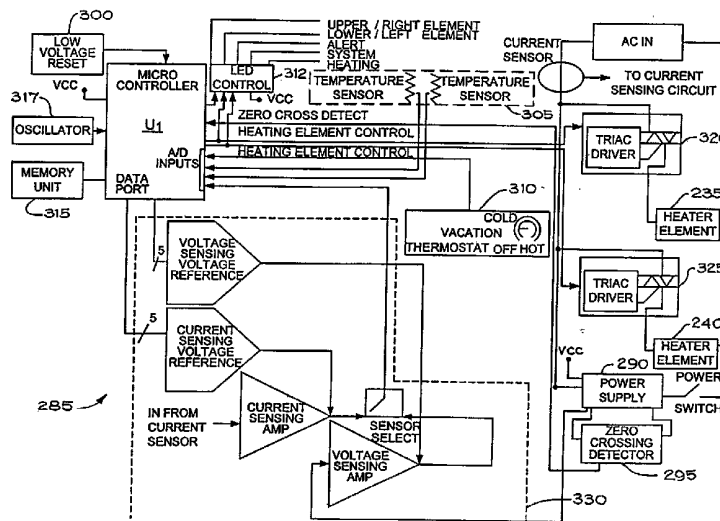 300
LOW
VOLTAGE
RESET
VCC
317
OSCILLATOR
MEMORY
UNIT
315
MICRO
CONTROLLER
U1
A/D
INPUTS
DATA
PORT
UPPER / RIGHT ELEMENT
LOWER / LEFT ELEMENT
ALERT
SYSTEM
HEATING
LED
CONTROL
312
VCC
TEMPERATURE
SENSOR
TEMPERATURE
SENSOR
305
ZERO CROSS DETECT
HEATING ELEMENT CONTROL
HEATING ELEMENT CONTROL
CURRENT
SENSOR
AC IN
TO CURRENT
SENSING CIRCUIT
TRIAC
DRIVER
320
235
HEATER
ELEMENT
310
COLD
VACATION
THERMOSTAT OFF HOT
TRIAC
DRIVER
325
240
HEATER
ELEMENT
5
VOLTAGE
SENSING
VOLTAGE
REFERENCE
5
CURRENT
SENSING
VOLTAGE
REFERENCE
285
IN FROM
CURRENT
SENSOR
CURRENT
SENSING
AMP
SENSOR
SELECT
VOLTAGE
SENSING
AMP
330
VCC
290
POWER
SUPPLY
POWER
SWITCH
ZERO
CROSSING
DETECTOR
295